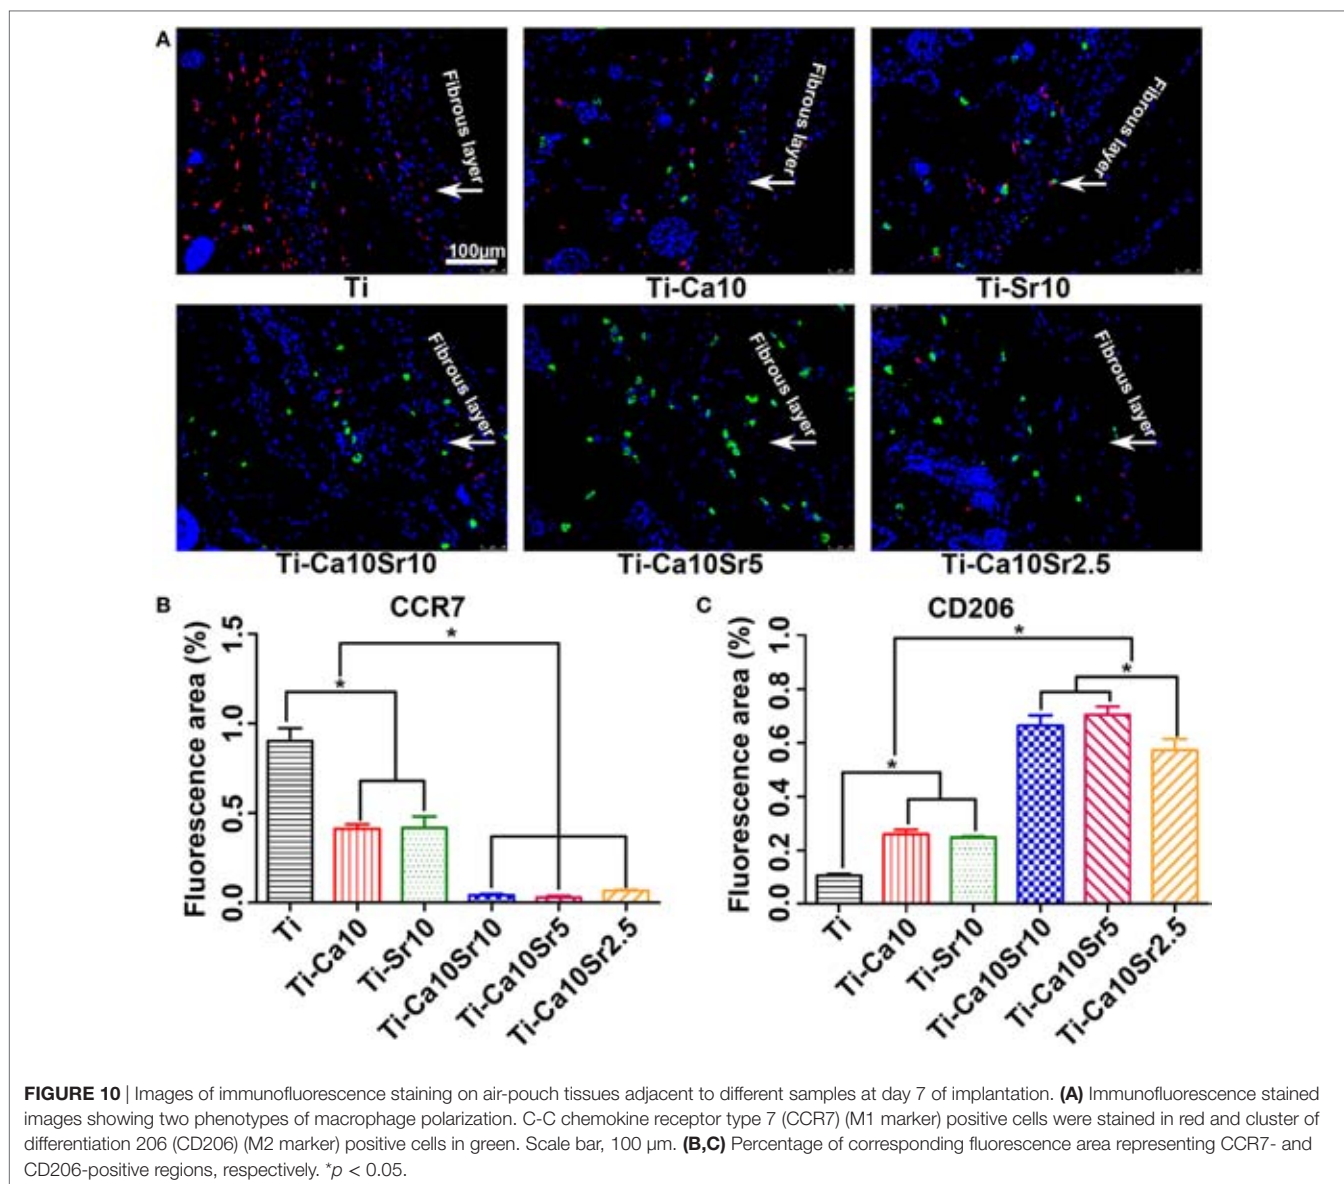 A
Fibrous layer
100μm
Fibrous layer
Fibrous layer
Ti
Ti-Ca10
Ti-Sr10
Fibrous layer
Fibrous layer
Fibrous layer
Ti-Ca10Sr10
Ti-Ca10Sr5
Ti-Ca10Sr2.5
B
CCR7
Fluorescence area (%)
1.5
1.0
0.5
0.0
*
*
Ti
Ti-Ca10
Ti-Sr10
Ti-Ca10Sr10
Ti-Ca10Sr5
Ti-Ca10Sr2.5
C
CD206
Fluorescence area (%)
1.0
0.8
0.6
0.4
0.2
0.0
*
*
*
Ti
Ti-Ca10
Ti-Sr10
Ti-Ca10Sr10
Ti-Ca10Sr5
Ti-Ca10Sr2.5
FIGURE 10 | Images of immunofluorescence staining on air-pouch tissues adjacent to different samples at day 7 of implantation. (A) Immunofluorescence stained
images showing two phenotypes of macrophage polarization. C-C chemokine receptor type 7 (CCR7) (M1 marker) positive cells were stained in red and cluster of
differentiation 206 (CD206) (M2 marker) positive cells in green. Scale bar, 100 μm. (B,C) Percentage of corresponding fluorescence area representing CCR7- and
CD206-positive regions, respectively. *p < 0.05.